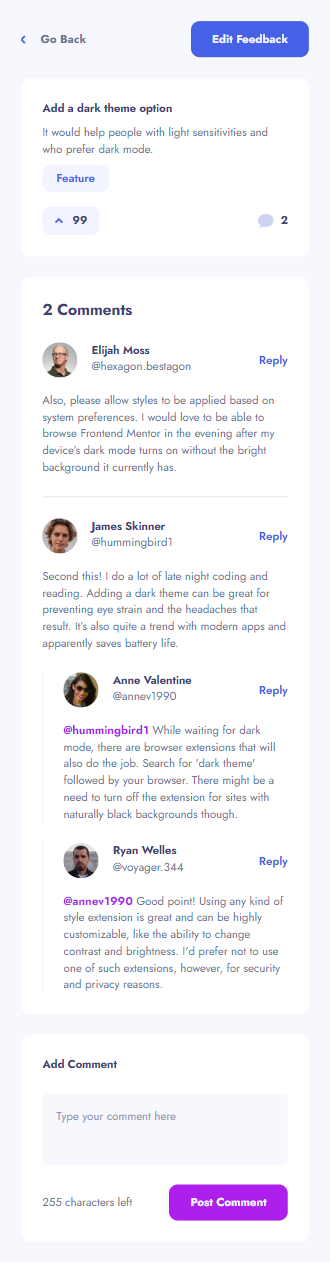 Go Back
Edit Feedback
Add a dark theme option
It would help people with light sensitivities and
who prefer dark mode.
Feature
99
2
2 Comments
Elijah Moss
@hexagon.bestagon
Reply
Also, please allow styles to be applied based on
system preferences. I would love to be able to
browse Frontend Mentor in the evening after my
device's dark mode turns on without the bright
background it currently has.
James Skinner
@hummingbird1
Reply
Second this! I do a lot of late night coding and
reading. Adding a dark theme can be great for
preventing eye strain and the headaches that
result. It's also quite a trend with modern apps and
apparently saves battery life.
Anne Valentine
@annev1990
Reply
@hummingbird1 While waiting for dark
mode, there are browser extensions that will
also do the job. Search for 'dark theme'
followed by your browser. There might be a
need to turn off the extension for sites with
naturally black backgrounds though.
Ryan Welles
@voyager.344
Reply
@annev1990 Good point! Using any kind of
style extension is great and can be highly
customizable, like the ability to change
contrast and brightness. I'd prefer not to use
one of such extensions, however, for security
and privacy reasons.
Add Comment
Type your comment here
255 characters left
Post Comment